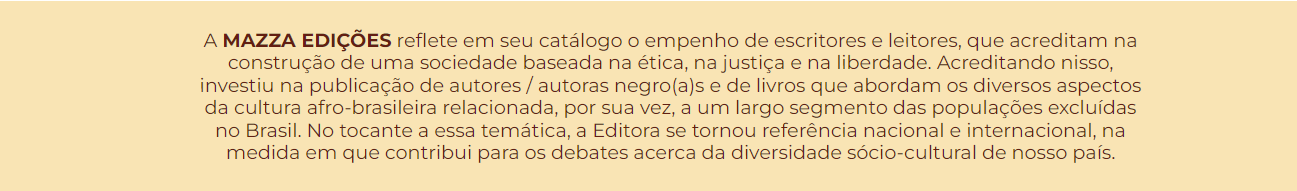 A MAZZA EDIÇÕES reflete em seu catálogo o empenho de escritores e leitores, que acreditam na
construção de uma sociedade baseada na ética, na justiça e na liberdade. Acreditando nisso,
investiu na publicação de autores / autoras negro(a)s e de livros que abordam os diversos aspectos
da cultura afro-brasileira relacionada, por sua vez, a um largo segmento das populações excluídas
no Brasil. No tocante a essa temática, a Editora se tornou referência nacional e internacional, na
medida em que contribui para os debates acerca da diversidade sócio-cultural de nosso país.